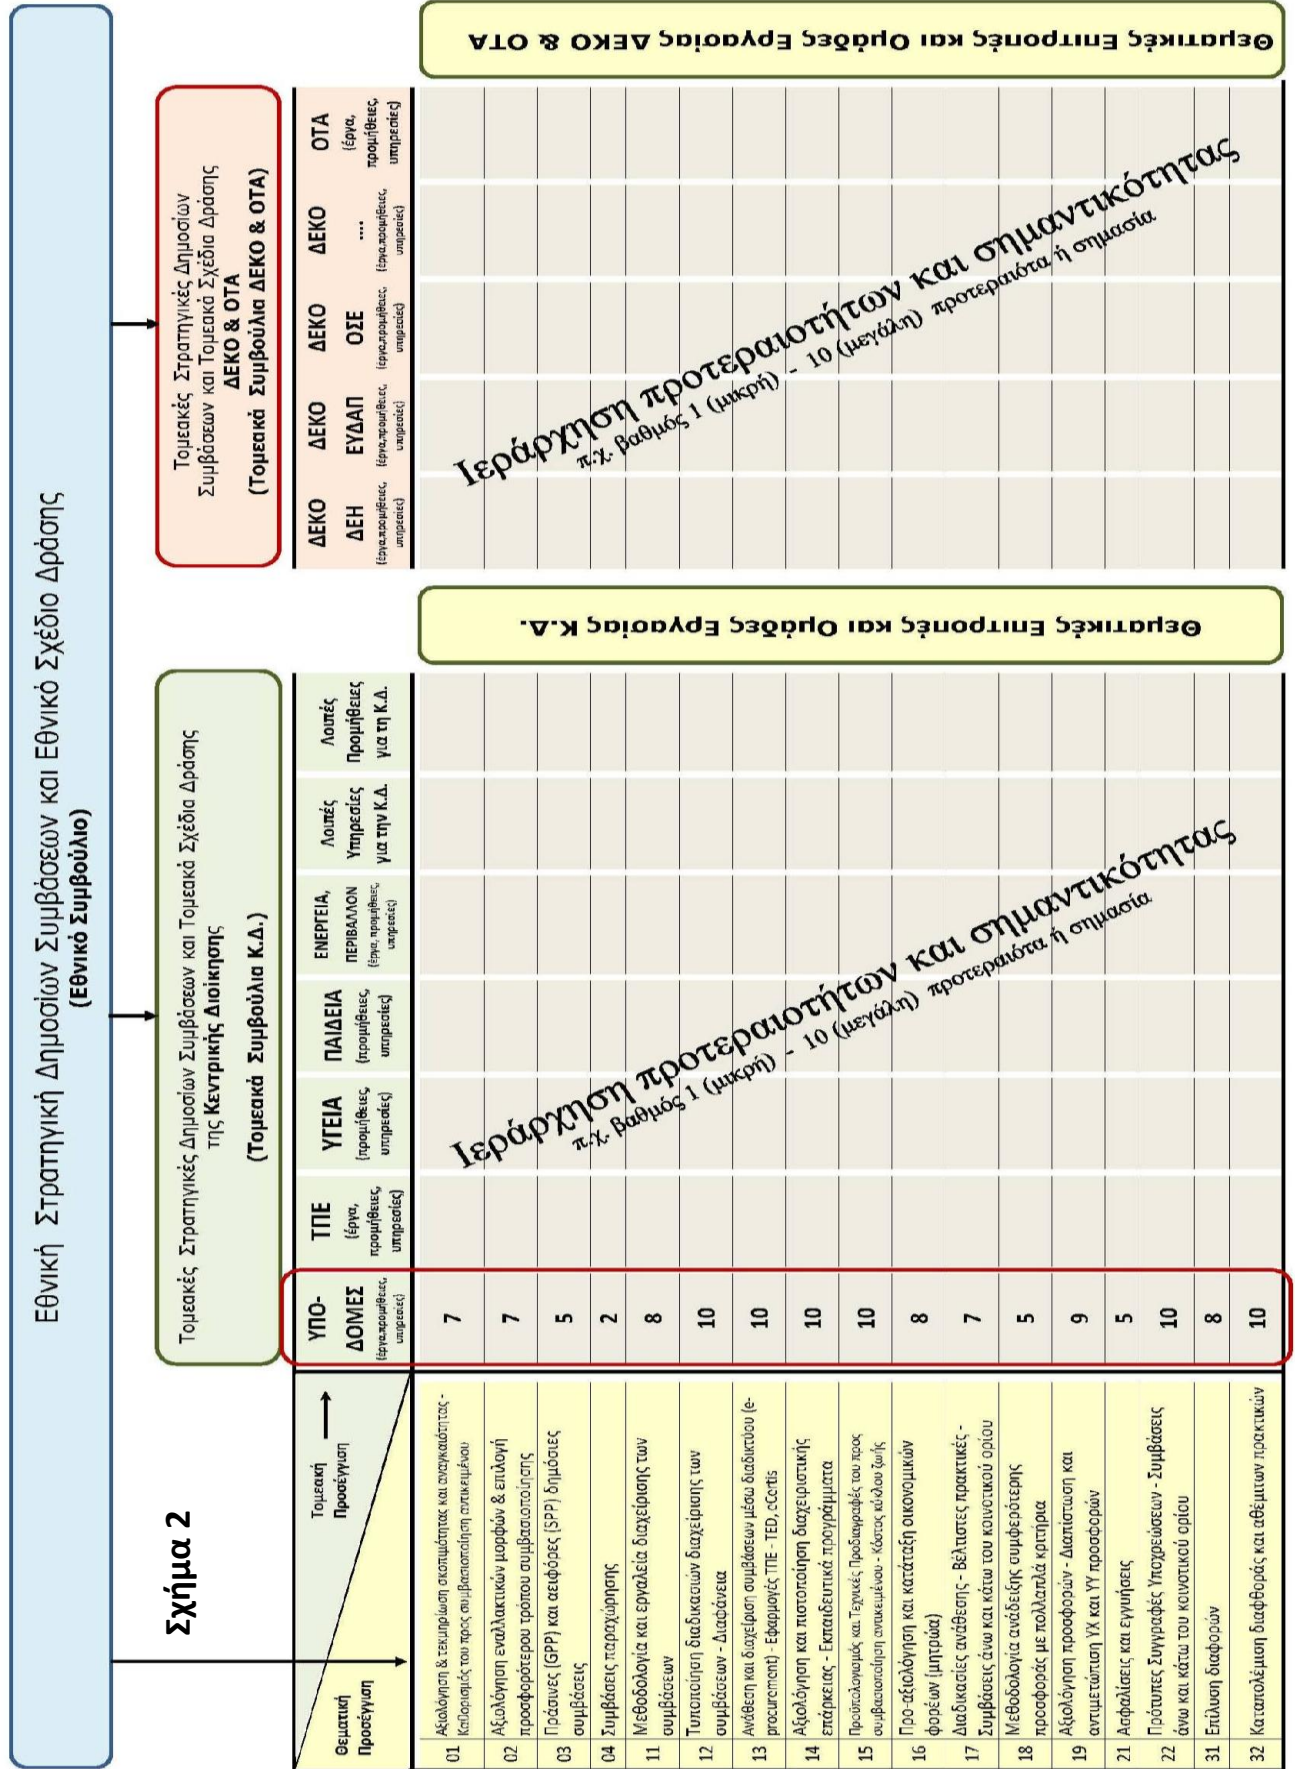 Εθνική Στρατηγική Δημοσίων Συμβάσεων και Εθνικό Σχέδιο Δράσης
(Εθνικό Συμβούλιο)
Σχήμα 2
Τομεακές Στρατηγικές Δημοσίων Συμβάσεων και Τομεακά Σχέδια Δράσης
της Κεντρικής Διοίκησης
(Τομεακά Συμβούλια Κ.Δ.)
Τομεακές Στρατηγικές Δημοσίων
Συμβάσεων και Τομεακά Σχέδια Δράσης
ΔΕΚΟ & ΟΤΑ
(Τομεακά Συμβούλια ΔΕΚΟ & ΟΤΑ)
Θεματική
Προσέγγιση
Τομεακή
Προσέγγιση
ΥΠΟ-
ΔΟΜΕΣ
(έργα,προμήθειες,
υπηρεσίες)
ΤΠΕ
(έργα,
προμήθειες,
υπηρεσίες)
ΥΓΕΙΑ
(προμήθειες,
υπηρεσίες)
ΠΑΙΔΕΙΑ
(προμήθειες,
υπηρεσίες)
ΕΝΕΡΓΕΙΑ,
ΠΕΡΙΒΑΛΛΟΝ
(έργα, προμήθειες,
υπηρεσίες)
Λοιπές
Υπηρεσίες
για την Κ.Δ.
Λοιπές
Προμήθειες
για τη Κ.Δ.
ΔΕΚΟ
ΔΕΗ
(έργα,προμήθειες,
υπηρεσίες)
ΔΕΚΟ
ΕΥΔΑΠ
(έργα,προμήθειες,
υπηρεσίες)
ΔΕΚΟ
ΟΣΕ
(έργα,προμήθειες,
υπηρεσίες)
ΔΕΚΟ
....
(έργα,προμήθειες,
υπηρεσίες)
ΟΤΑ
(έργα,
προμήθειες,
υπηρεσίες)
01 Αξιολόγηση & τεκμηρίωση σκοπιμότητας και αναγκαιότητας -
Καθορισμός του προς συμβασιοποίηση αντικειμένου 7
02 Αξιολόγηση εναλλακτικών μορφών & επιλογή
προσφορότερου τρόπου συμβασιοποίησης 7
03 Πράσινες (GPP) και αειφόρες (SPP) δημόσιες
συμβάσεις 5
04 Συμβάσεις παραχώρησης 2
11 Μεθοδολογία και εργαλεία διαχείρισης των
συμβάσεων 8
12 Τυποποίηση διαδικασιών διαχείρισης των
συμβάσεων - Διαφάνεια 10
13 Ανάθεση και διαχείριση συμβάσεων μέσω διαδικτύου (e-
procurement) - Εφαρμογές ΤΠΕ - TED, eCertis 10
14 Αξιολόγηση και πιστοποίηση διαχειριστικής
επάρκειας - Εκπαιδευτικά προγράμματα 10
15 Προϋπολογισμός και Τεχνικές Προδιαγραφές του προς
συμβασιοποίηση αντικειμένου - Κόστος κύκλου ζωής 10
16 Προ-αξιολόγηση και κατάταξη οικονομικών
φορέων (μητρώα) 8
17 Διαδικασίες ανάθεσης - Βέλτιστες πρακτικές -
Συμβάσεις άνω και κάτω του κοινοτικού ορίου 7
18 Μεθοδολογία ανάδειξης συμφερότερης
προσφοράς με πολλαπλά κριτήρια 5
19 Αξιολόγηση προσφορών - Διαπίστωση και
αντιμετώπιση ΥΧ και ΥΥ προσφορών 9
21 Ασφαλίσεις και εγγυήσεις 5
22 Πρότυπες Συγγραφές Υποχρεώσεων - Συμβάσεις
άνω και κάτω του κοινοτικού ορίου 10
31 Επίλυση διαφορών 8
32 Καταπολέμιση διαφθοράς και αθέμιτων πρακτικών 10
Ιεράρχηση προτεραιοτήτων και σημαντικότητας
π.χ. βαθμός 1 (μικρή) - 10 (μεγάλη) προτεραιότα ή σημασία
Θεματικές Επιτροπές και Ομάδες Εργασίας Κ.Δ.
Ιεράρχηση προτεραιοτήτων και σημαντικότητας
π.χ. βαθμός 1 (μικρή) - 10 (μεγάλη) προτεραιότα ή σημασία
Θεματικές Επιτροπές και Ομάδες Εργασίας ΔΕΚΟ & ΟΤΑ